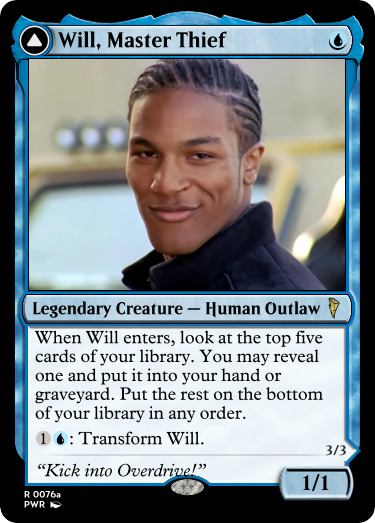 Will, Master Thief
Legendary Creature — Human Outlaw
When Will enters, look at the top five
cards of your library. You may reveal
one and put it into your hand or
graveyard. Put the rest on the bottom
of your library in any order.
1: Transform Will.
3/3
“Kick into Overdrive!”
1/1
R 0076a
PWR